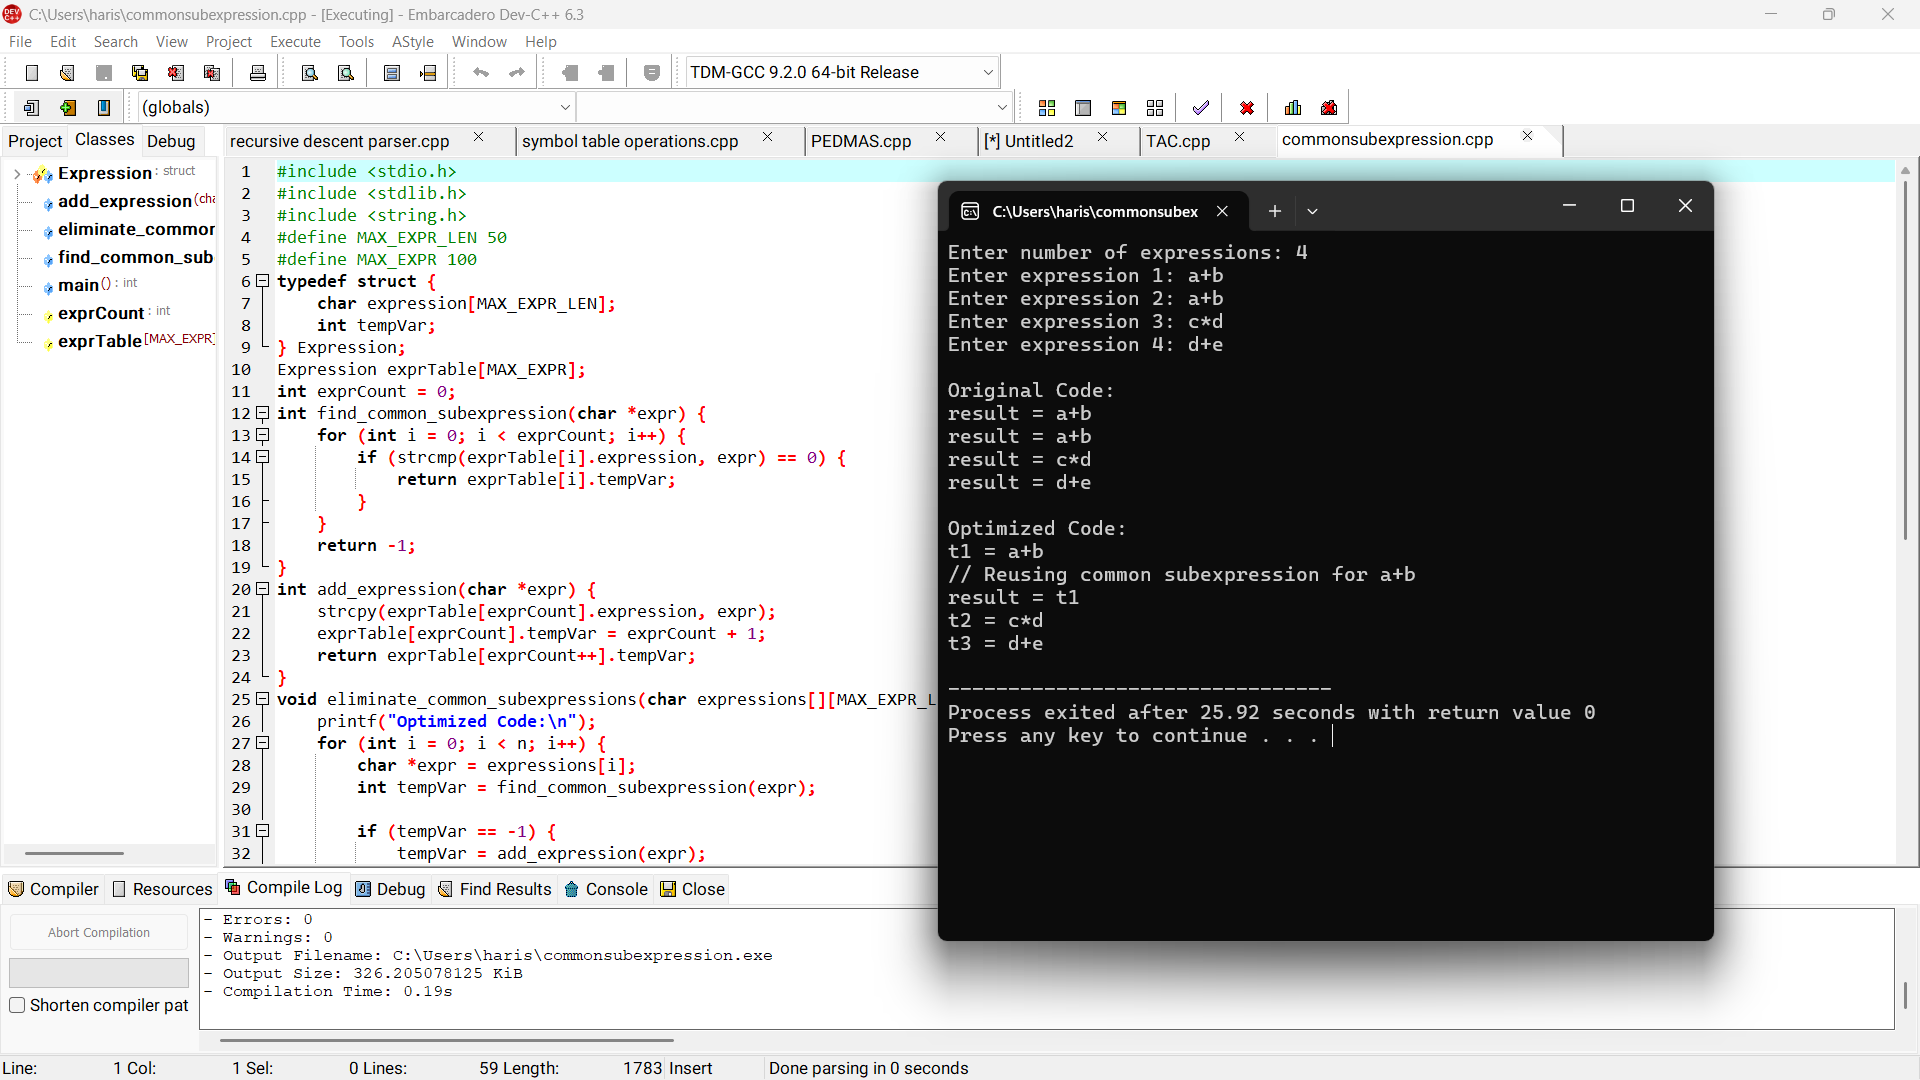 C:\Users\haris\commonsubexpression.cpp - [Executing] - Embarcadero Dev-C++ 6.3
File Edit Search View Project Execute Tools AStyle Window Help
TDM-GCC 9.2.0 64-bit Release
(globals)
Project Classes Debug
recursive descent parser.cpp symbol table operations.cpp PEDMAS.cpp [*] Untitled2 TAC.cpp commonsubexpression.cpp
Expression : struct
add_expression (cha
eliminate_common
find_common_sub
main () : int
exprCount : int
exprTable [MAX_EXPR]
1 #include <stdio.h>
2 #include <stdlib.h>
3 #include <string.h>
4 #define MAX_EXPR_LEN 50
5 #define MAX_EXPR 100
6 typedef struct {
7 char expression[MAX_EXPR_LEN];
8 int tempVar;
9 } Expression;
10 Expression exprTable[MAX_EXPR];
11 int exprCount = 0;
12 int find_common_subexpression(char *expr) {
13 for (int i = 0; i < exprCount; i++) {
14 if (strcmp(exprTable[i].expression, expr) == 0) {
15 return exprTable[i].tempVar;
16 }
17 }
18 return -1;
19 }
20 int add_expression(char *expr) {
21 strcpy(exprTable[exprCount].expression, expr);
22 exprTable[exprCount].tempVar = exprCount + 1;
23 return exprTable[exprCount++].tempVar;
24 }
25 void eliminate_common_subexpressions(char expressions[][MAX_EXPR_L
26 printf("Optimized Code:\n");
27 for (int i = 0; i < n; i++) {
28 char *expr = expressions[i];
29 int tempVar = find_common_subexpression(expr);
30
31 if (tempVar == -1) {
32 tempVar = add_expression(expr);
C:\Users\haris\commonsubex
Enter number of expressions: 4
Enter expression 1: a+b
Enter expression 2: a+b
Enter expression 3: c*d
Enter expression 4: d+e
Original Code:
result = a+b
result = a+b
result = c*d
result = d+e
Optimized Code:
t1 = a+b
// Reusing common subexpression for a+b
result = t1
t2 = c*d
t3 = d+e
--------------------------------
Process exited after 25.92 seconds with return value 0
Press any key to continue . . .
Compiler Resources Compile Log Debug Find Results Console Close
Abort Compilation
Shorten compiler pat
- Errors: 0
- Warnings: 0
- Output Filename: C:\Users\haris\commonsubexpression.exe
- Output Size: 326.205078125 KiB
- Compilation Time: 0.19s
Line: 1 Col: 1 Sel: 0 Lines: 59 Length: 1783 Insert Done parsing in 0 seconds